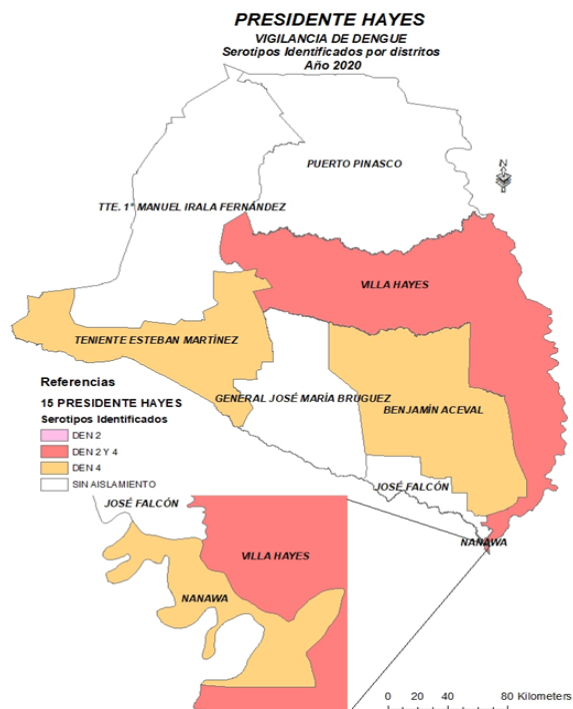 PRESIDENTE HAYES
VIGILANCIA DE DENGUE
Serotipos Identificados por distritos
Año 2020
N
PUERTO PINASCO
TTE. 1° MANUEL IRALA FERNÁNDEZ
VILLA HAYES
TENIENTE ESTEBAN MARTÍNEZ
GENERAL JOSÉ MARÍA BRUGUEZ
BENJAMÍN ACEVAL
JOSÉ FALCÓN
NANAWA
Referencias
15 PRESIDENTE HAYES
Serotipos Identificados
DEN 2
DEN 2 Y 4
DEN 4
SIN AISLAMIENTO
JOSÉ FALCÓN
VILLA HAYES
NANAWA
0 20 40 80 Kilometers